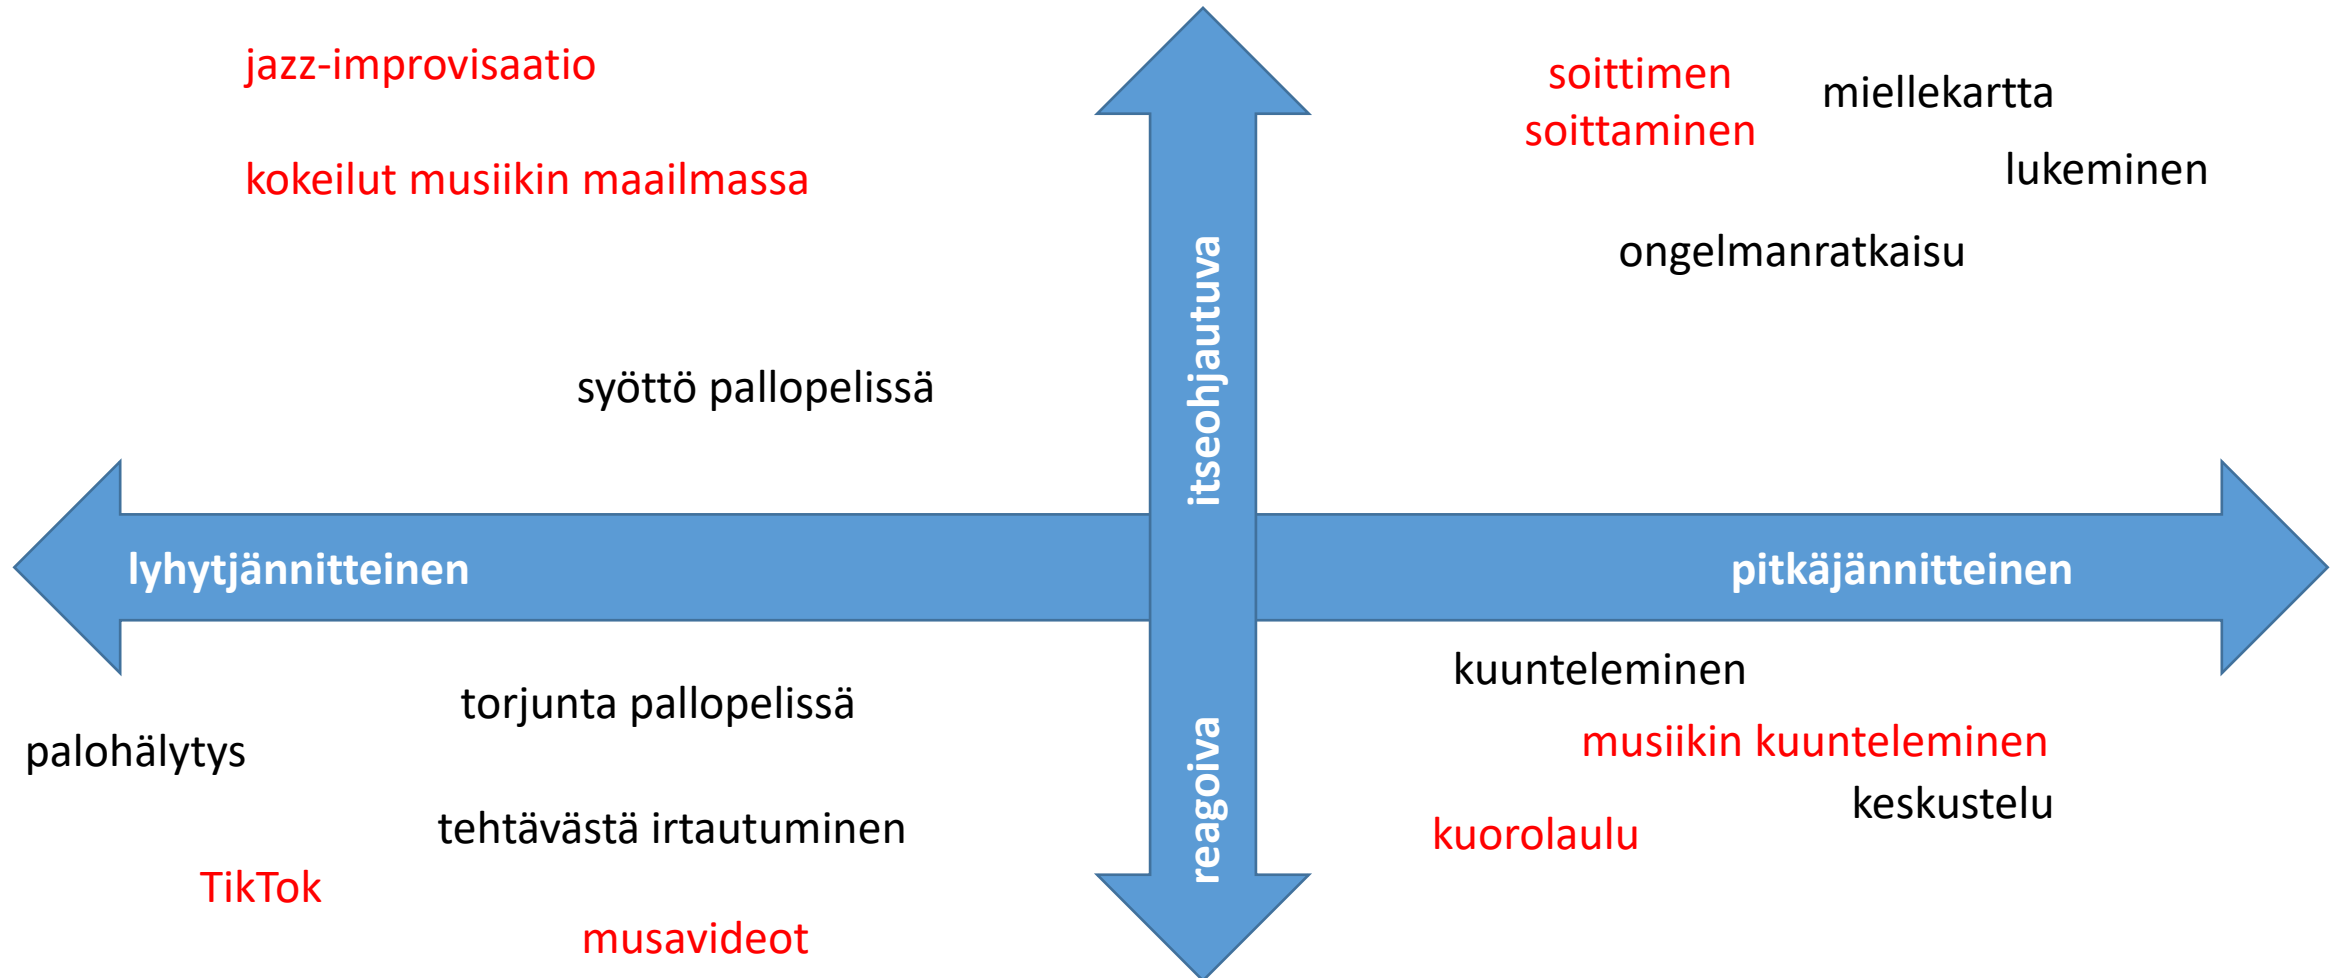 jazz-improvisaatio
kokeilut musiikin maailmassa
syöttö pallopelissä
soittimen
soittaminen
miellekartta
lukeminen
ongelmanratkaisu
itseohjautuva
lyhytjännitteinen
pitkäjännitteinen
reagoiva
torjunta pallopelissä
palohälytys
tehtävästä irtautuminen
TikTok
musavideot
kuunteleminen
musiikin kuunteleminen
keskustelu
kuorolaulu